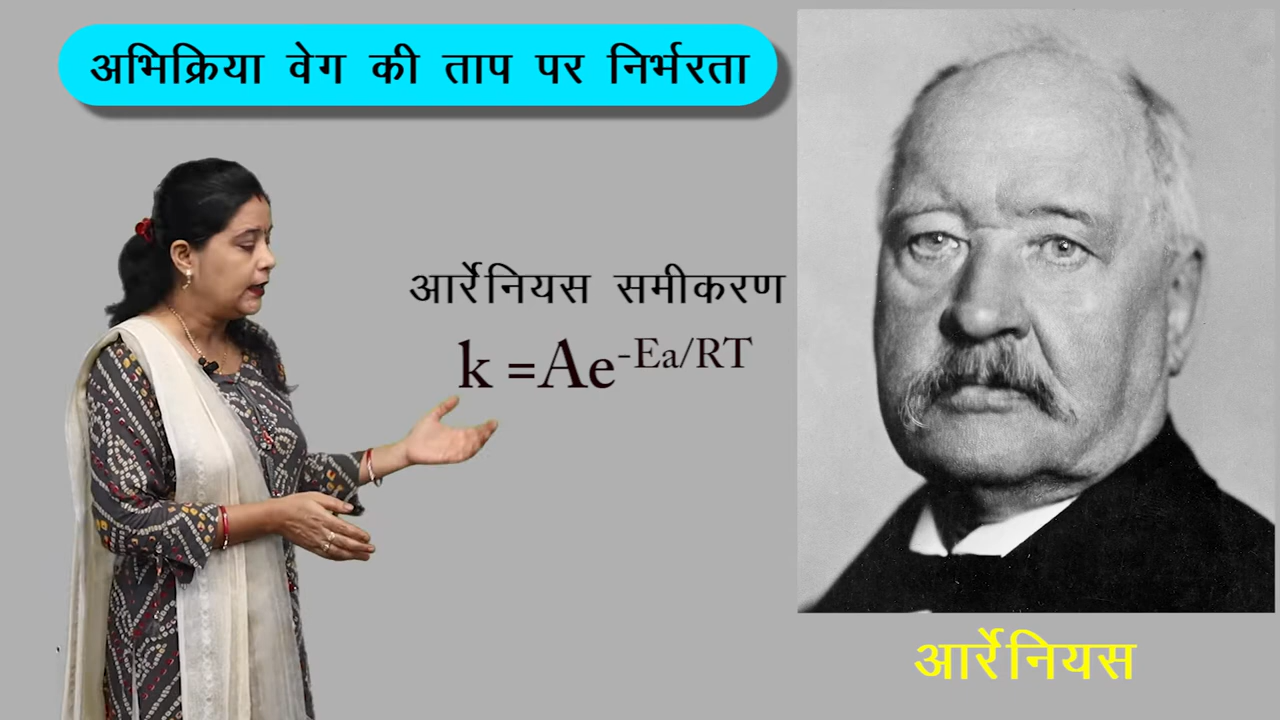 अभिक्रिया वेग की ताप पर निर्भरता
आर्रेनियस समीकरण
k =Ae-Ea/RT
आर्रेनियस